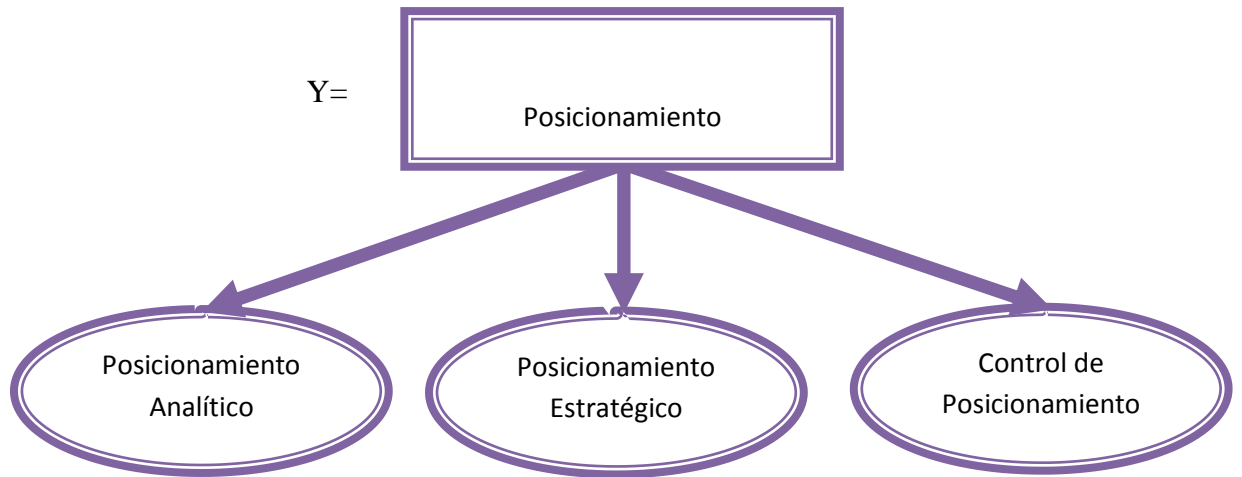 Y=
Posicionamiento
Posicionamiento
Analítico
Posicionamiento
Estratégico
Control de
Posicionamiento